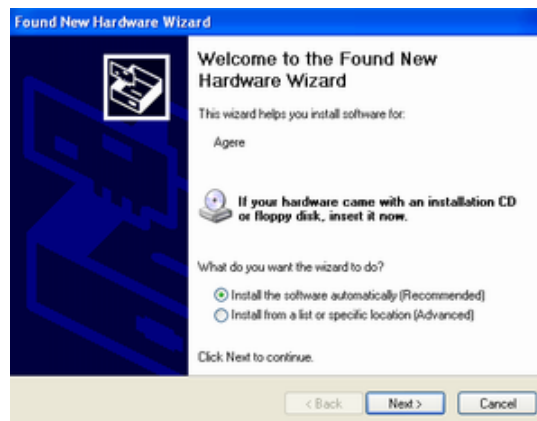 Found New Hardware Wizard
Welcome to the Found New
Hardware Wizard
This wizard helps you install software for:
Agere
If your hardware came with an installation CD
or floppy disk, insert it now.
What do you want the wizard to do?
Install the software automatically (Recommended)
Install from a list or specific location (Advanced)
Click Next to continue.
< Back Next > Cancel